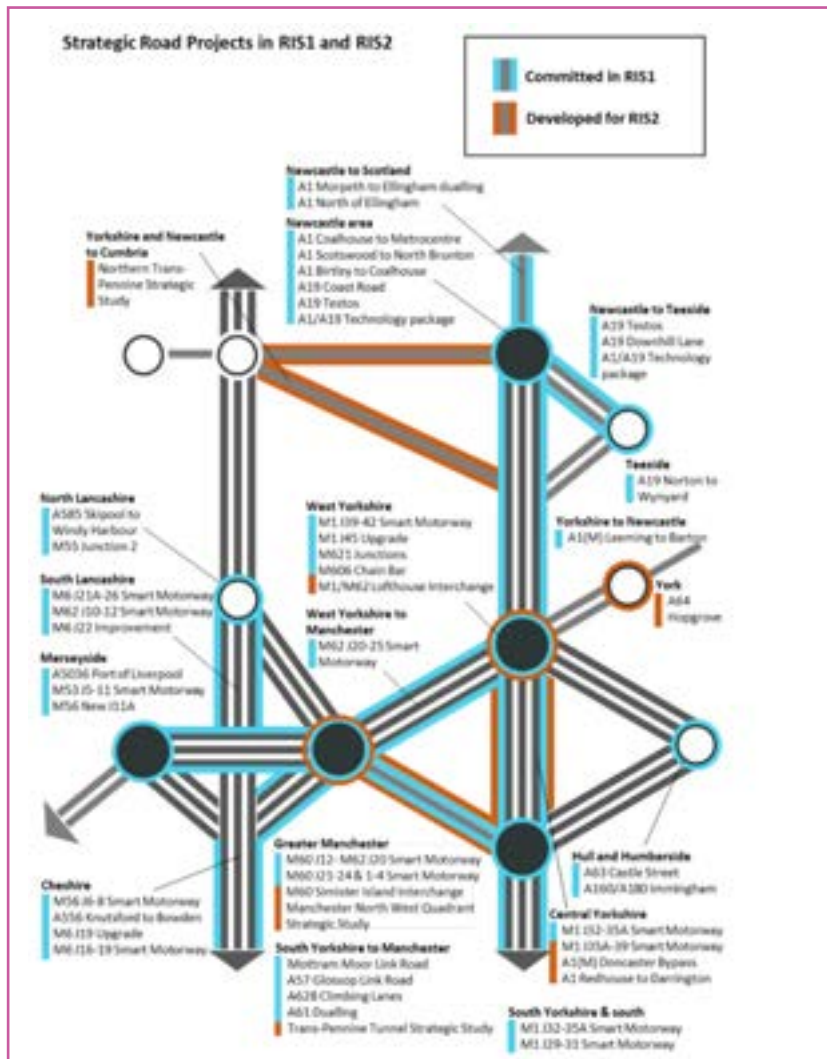 Strategic Road Projects in RIS1 and RIS2
Committed in RIS1
Developed for RIS2
Newcastle to Scotland
A1 Morpeth to Ellingham dualling
A1 North of Ellingham
Newcastle area
A1 Coalhouse to Metrocentre
A1 Scotswood to North Brunton
A1 Birtley to Coalhouse
A19 Coast Road
A19 Testos
A1/A19 Technology package
Yorkshire and Newcastle
to Cumbria
Northern Trans-
Pennine Strategic
Study
Newcastle to Teeside
A19 Testos
A19 Downhill Lane
A1/A19 Technology
package
Teeside
A19 Norton to
Wynyard
North Lancashire
A585 Skipool to
Windy Harbour
M55 Junction 2
West Yorkshire
M1 J39-42 Smart Motorway
M1 J45 Upgrade
M621 Junctions
M606 Chain Bar
M1/M62 Lofthouse Interchange
Yorkshire to Newcastle
A1(M) Leeming to Barton
York
A64
Hopgrove
South Lancashire
M6 J21A-26 Smart Motorway
M62 J10-12 Smart Motorway
M6 J22 Improvement
West Yorkshire to
Manchester
M62 J20-25 Smart
Motorway
Merseyside
A5036 Port of Liverpool
M53 J5-11 Smart Motorway
M56 New J11A
Greater Manchester
M60 J12- M62 J20 Smart Motorway
M60 J23-24 & 1-4 Smart Motorway
M60 Simister Island Interchange
Manchester North West Quadrant
Strategic Study
Hull and Humberside
A63 Castle Street
A160/A180 Immingham
Cheshire
M56 J6-8 Smart Motorway
A556 Knutsford to Bowden
M6 J19 Upgrade
M6 J16-19 Smart Motorway
South Yorkshire to Manchester
Mottram Moor Link Road
A57 Glossop Link Road
A628 Climbing Lanes
A61 Dualling
Trans-Pennine Tunnel Strategic Study
Central Yorkshire
M1 J32-35A Smart Motorway
M1 J35A-39 Smart Motorway
A1(M) Doncaster Bypass
A1 Redhouse to Darrington
South Yorkshire & south
M1 J32-35A Smart Motorway
M1 J29-31 Smart Motorway